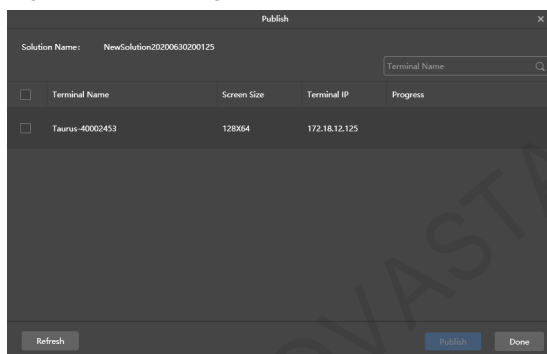 Publish
Solution Name: NewSolution20200630200125
Terminal Name
Terminal Name Screen Size Terminal IP Progress
Taurus-40002453 128X64 172.18.12.125
Refresh Publish Done